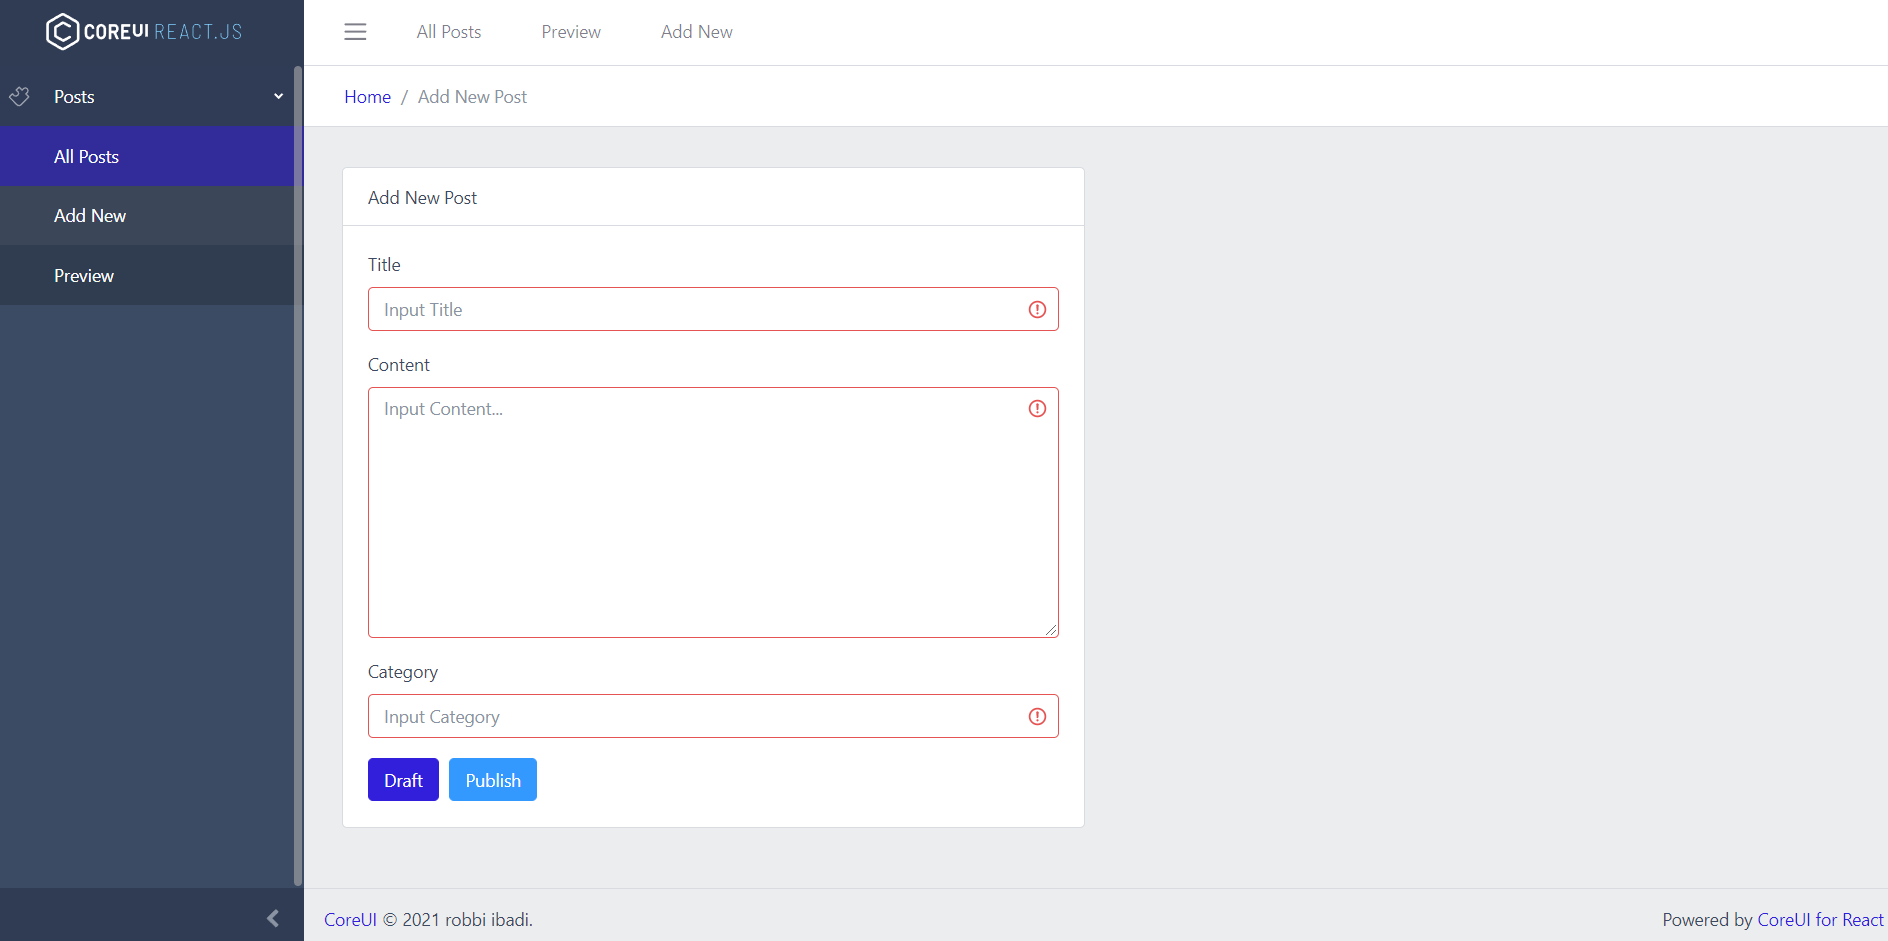 COREUI REACT.JS
Posts
All Posts
Add New
Preview
All Posts
Preview
Add New
Home / Add New Post
Add New Post
Title
Input Title
Content
Input Content...
Category
Input Category
Draft
Publish
CoreUI © 2021 robbi ibadi.
Powered by CoreUI for React